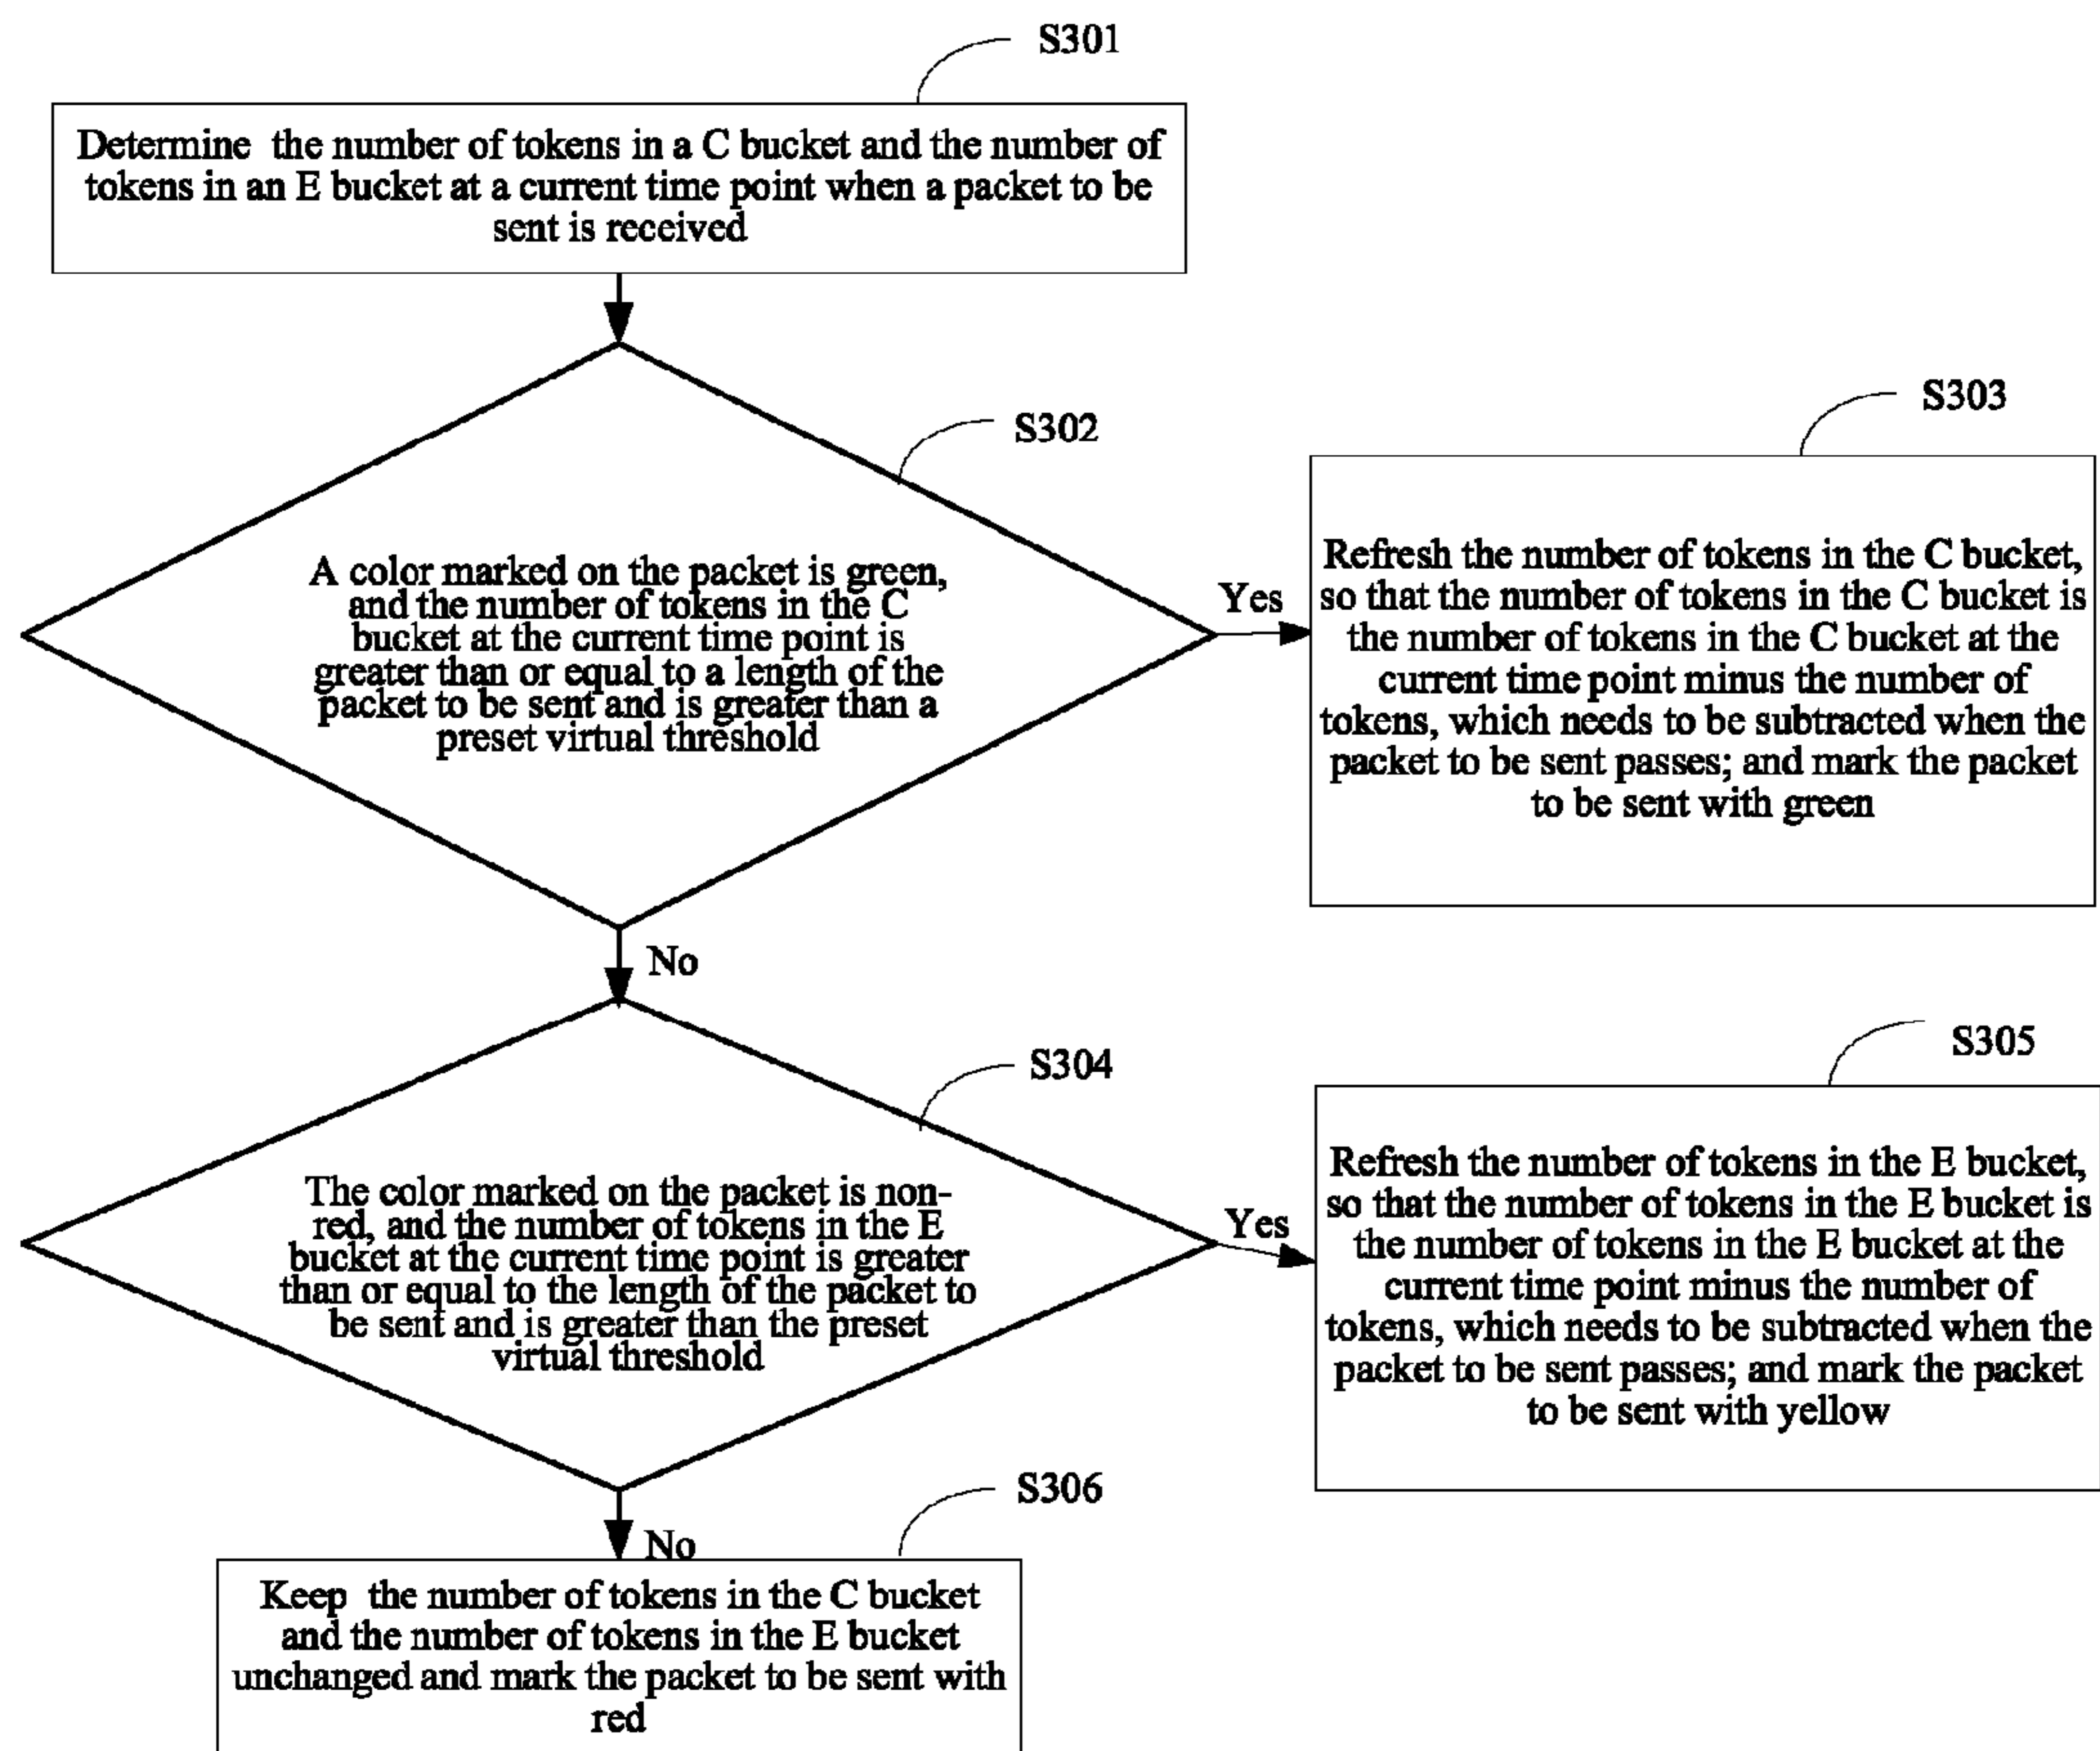 S301
Determine the number of tokens in a C bucket and the number of
tokens in an E bucket at a current time point when a packet to be
sent is received
S302
A color marked on the packet is green,
and the number of tokens in the C
bucket at the current time point is
greater than or equal to a length of the
packet to be sent and is greater than a
preset virtual threshold
Yes
S303
Refresh the number of tokens in the C bucket,
so that the number of tokens in the C bucket is
the number of tokens in the C bucket at the
current time point minus the number of
tokens, which needs to be subtracted when the
packet to be sent passes; and mark the packet
to be sent with green
No
S304
The color marked on the packet is non-
red, and the number of tokens in the E
bucket at the current time point is greater
than or equal to the length of the packet to
be sent and is greater than the preset
virtual threshold
Yes
S305
Refresh the number of tokens in the E bucket,
so that the number of tokens in the E bucket is
the number of tokens in the E bucket at the
current time point minus the number of
tokens, which needs to be subtracted when the
packet to be sent passes; and mark the packet
to be sent with yellow
No
S306
Keep the number of tokens in the C bucket
and the number of tokens in the E bucket
unchanged and mark the packet to be sent with
red